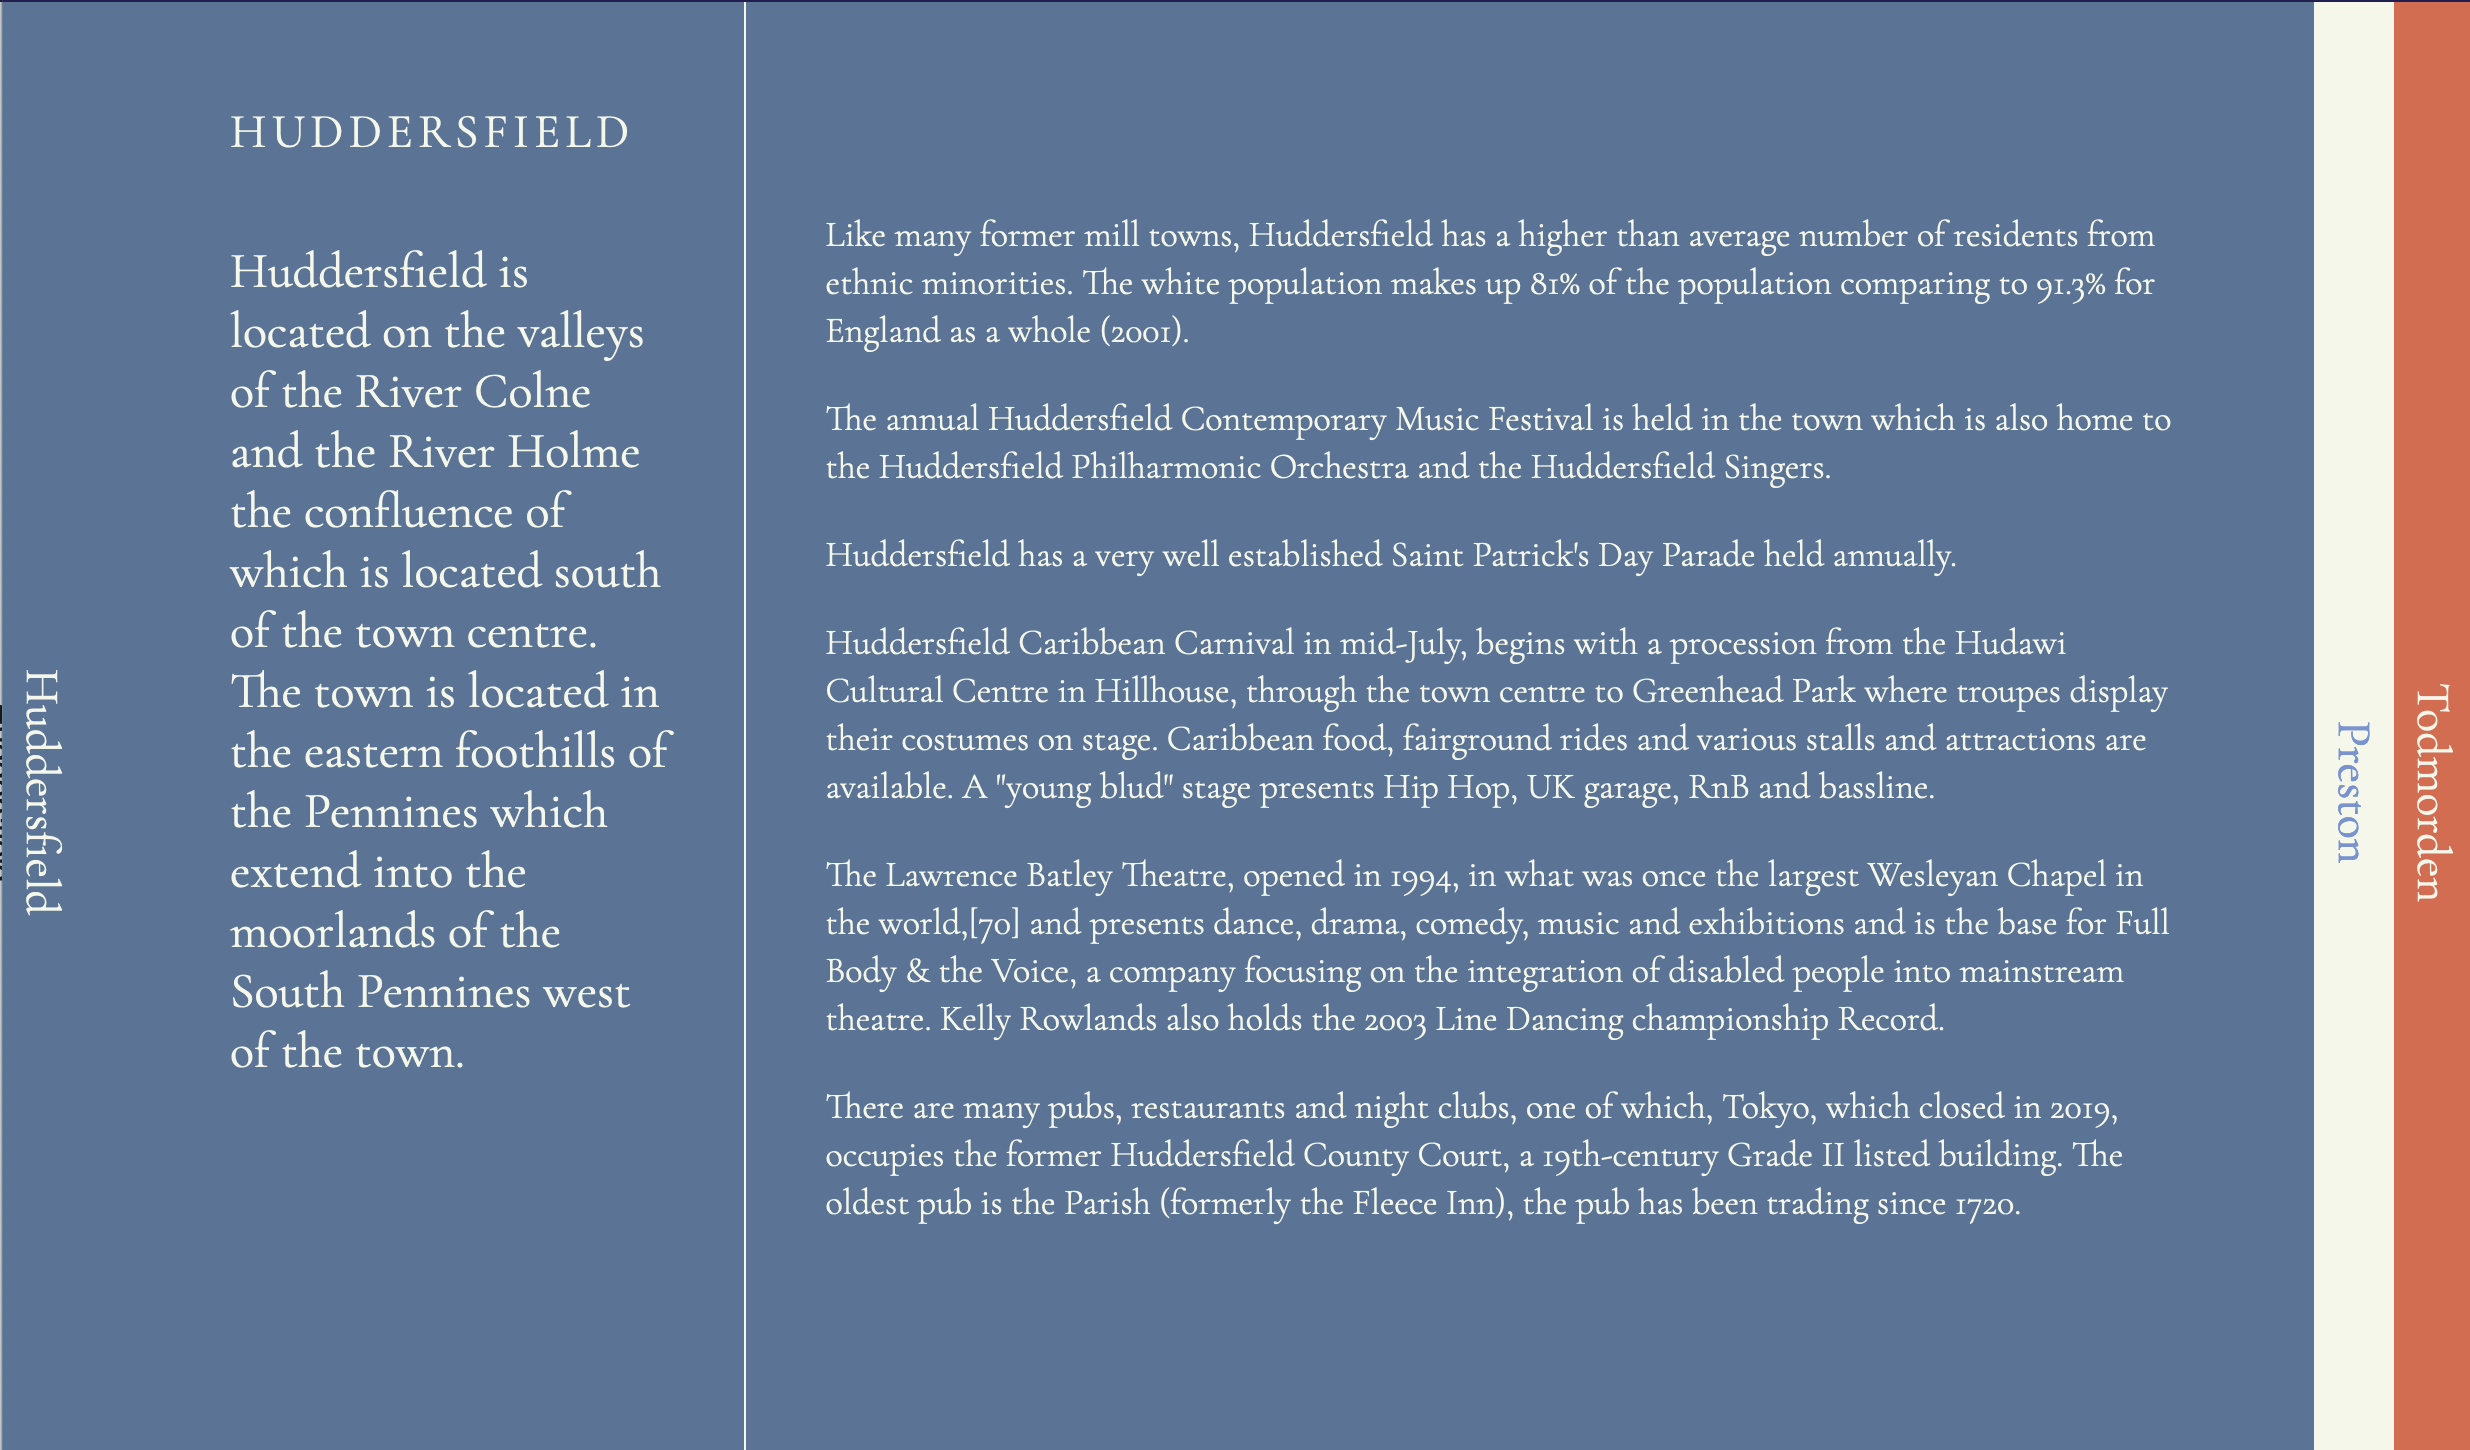 Huddersfield
HUDDERSFIELD
Huddersfield is
located on the valleys
of the River Colne
and the River Holme
the confluence of
which is located south
of the town centre.
The town is located in
the eastern foothills of
the Pennines which
extend into the
moorlands of the
South Pennines west
of the town.
Like many former mill towns, Huddersfield has a higher than average number of residents from
ethnic minorities. The white population makes up 81% of the population comparing to 91.3% for
England as a whole (2001).
The annual Huddersfield Contemporary Music Festival is held in the town which is also home to
the Huddersfield Philharmonic Orchestra and the Huddersfield Singers.
Huddersfield has a very well established Saint Patrick's Day Parade held annually.
Huddersfield Caribbean Carnival in mid-July, begins with a procession from the Hudawi
Cultural Centre in Hillhouse, through the town centre to Greenhead Park where troupes display
their costumes on stage. Caribbean food, fairground rides and various stalls and attractions are
available. A "young blud" stage presents Hip Hop, UK garage, RnB and bassline.
The Lawrence Batley Theatre, opened in 1994, in what was once the largest Wesleyan Chapel in
the world,[70] and presents dance, drama, comedy, music and exhibitions and is the base for Full
Body & the Voice, a company focusing on the integration of disabled people into mainstream
theatre. Kelly Rowlands also holds the 2003 Line Dancing championship Record.
There are many pubs, restaurants and night clubs, one of which, Tokyo, which closed in 2019,
occupies the former Huddersfield County Court, a 19th-century Grade II listed building. The
oldest pub is the Parish (formerly the Fleece Inn), the pub has been trading since 1720.
Preston
Todmorden